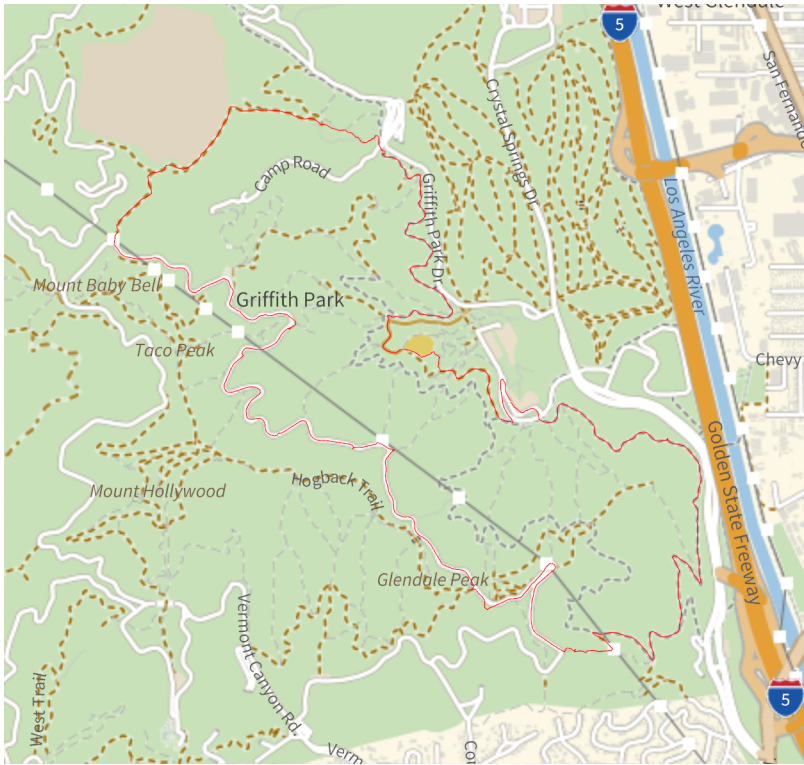 West Glendale
5
San Fernando
Crystal Springs Dr.
Camp Road
Griffith Park Dr.
Los Angeles River
Mount Baby Bell
Griffith Park
Taco Peak
Chevy
Golden State Freeway
Hogback Trail
Mount Hollywood
Glendale Peak
Vermont Canyon Rd.
West Trail
5
Verm
Cor